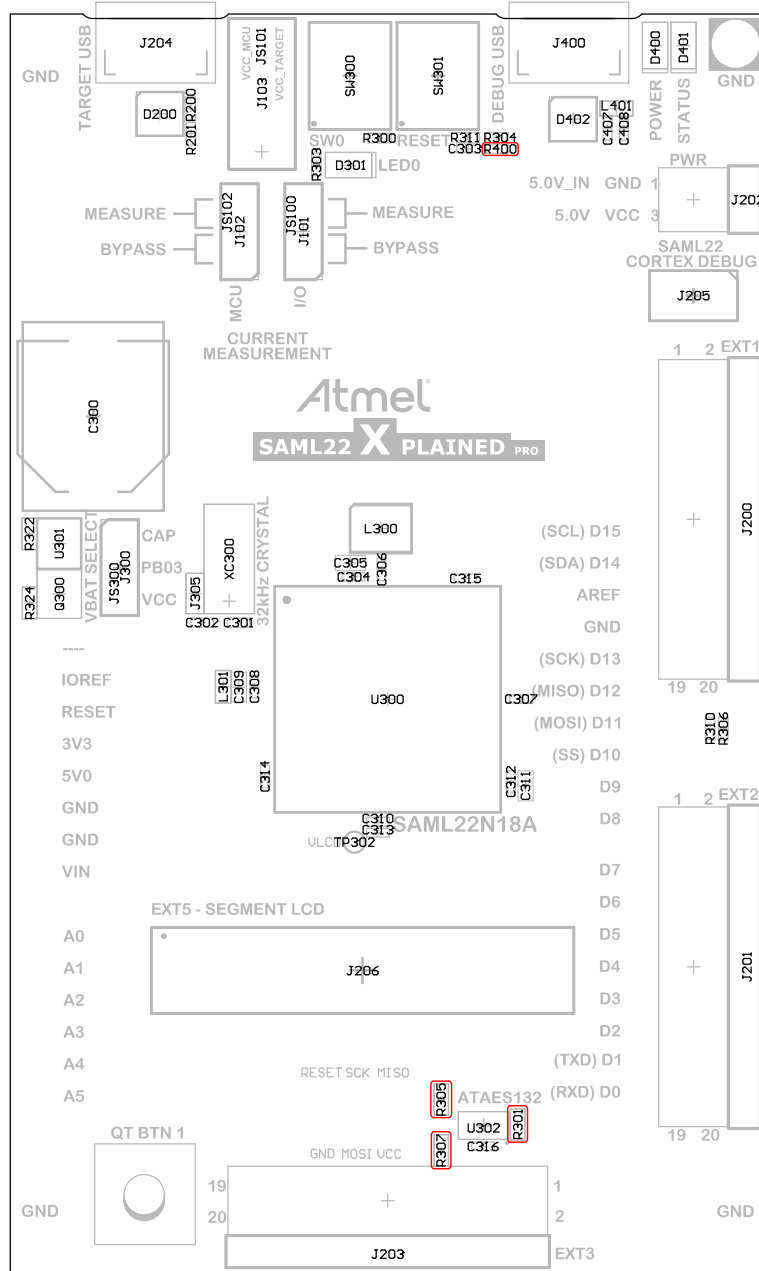 J204
TARGET USB
GND
VCC_MCU
JS101
J103
VCC_TARGET
SW300
SW301
DEBUG USB
J400
D400
D401
GND
D200
R200
R201
POWER
STATUS
D402
L401
C407
C408
SW0
R300
RESET
R311
R304
C303
R400
R303
D301
LED0
PWR
5.0V_IN GND 1
5.0V VCC 3
J202
MEASURE
JS102
J102
JS100
J101
MEASURE
BYPASS
BYPASS
SAML22
CORTEX DEBUG
J205
MCU
I/O
CURRENT
MEASUREMENT
1 2 EXT1
C300
Atmel
SAML22 X PLAINED PRO
J200
R322
U301
VBAT SELECT
JS300
J300
CAP
PB03
VCC
R324
Q300
J305
XC300
32kHz CRYSTAL
C302 C301
L300
C305
C304
C306
C315
(SCL) D15
(SDA) D14
AREF
GND
(SCK) D13
(MISO) D12
(MOSI) D11
(SS) D10
D9
D8
19 20
----
IOREF
RESET
3V3
5V0
GND
GND
VIN
L301
C309
C308
U300
C307
R310
R306
C314
C312
C311
C310
C313
SAML22N18A
TP302
1 2 EXT2
D7
D6
D5
D4
D3
D2
(TXD) D1
(RXD) D0
EXT5 - SEGMENT LCD
J206
J201
A0
A1
A2
A3
A4
A5
RESET SCK MISO
R305
ATAES132
U302
R301
C316
R307
19 20
QT BTN 1
GND MOSI VCC
19
20
1
2
GND
GND
J203
EXT3